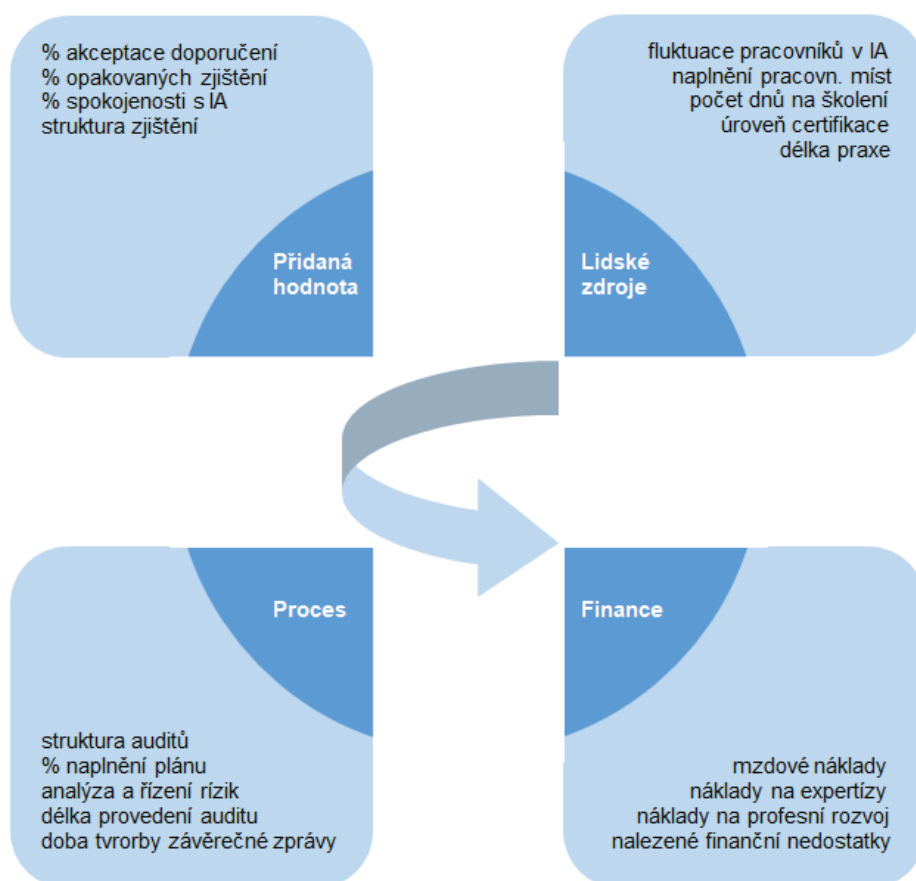 % akceptace doporučení
% opakovaných zjištění
% spokojenosti s IA
struktura zjištění
Přidaná
hodnota
fluktuace pracovníků v IA
naplnění pracovn. míst
počet dnů na školení
úroveň certifikace
délka praxe
Lidské
zdroje
Proces
struktura auditů
% naplnění plánu
analýza a řízení rízik
délka provedení auditu
doba tvrorby závěrečné zprávy
Finance
mzdové náklady
náklady na expertízy
náklady na profesní rozvoj
nalezené finanční nedostatky